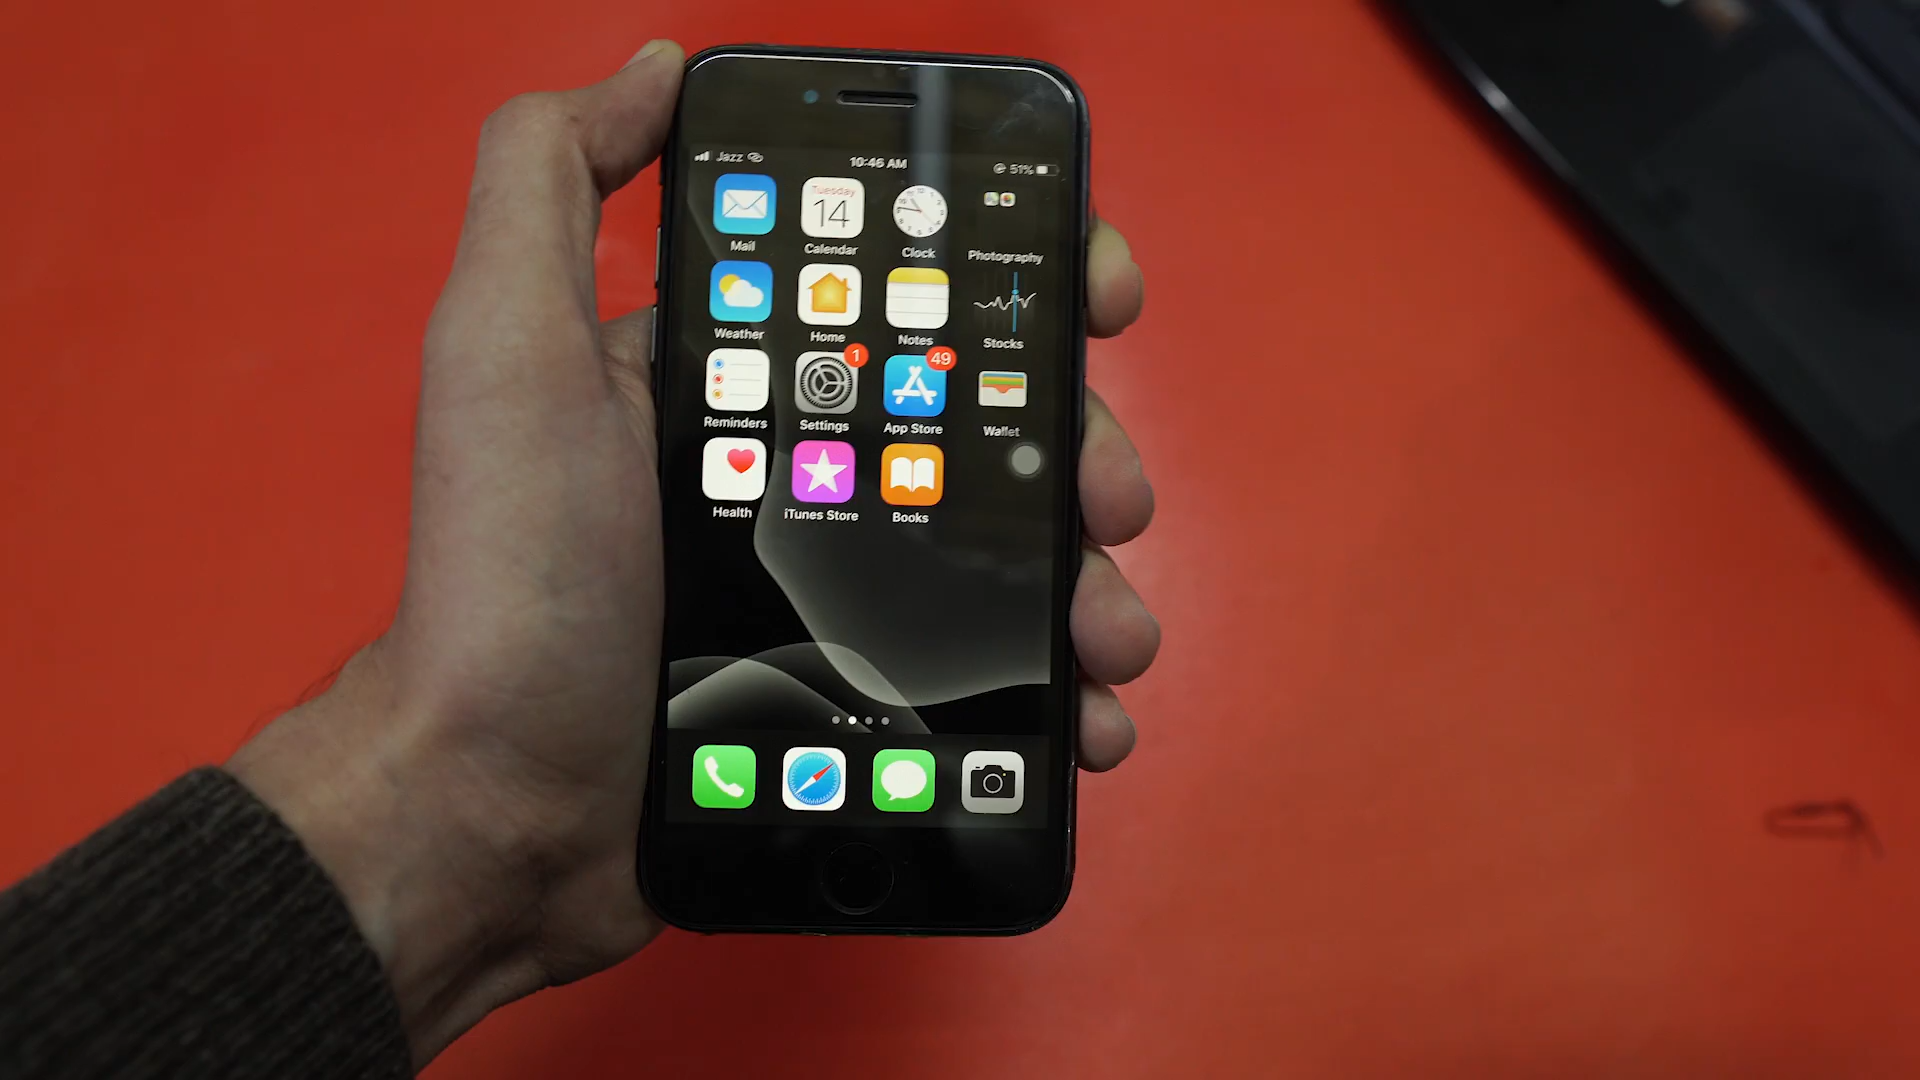 Jazz 10:46 AM 51%
Tuesday
14
Mail Calendar Clock Photography
Weather Home Notes Stocks
1 49
Reminders Settings App Store Wallet
Health iTunes Store Books